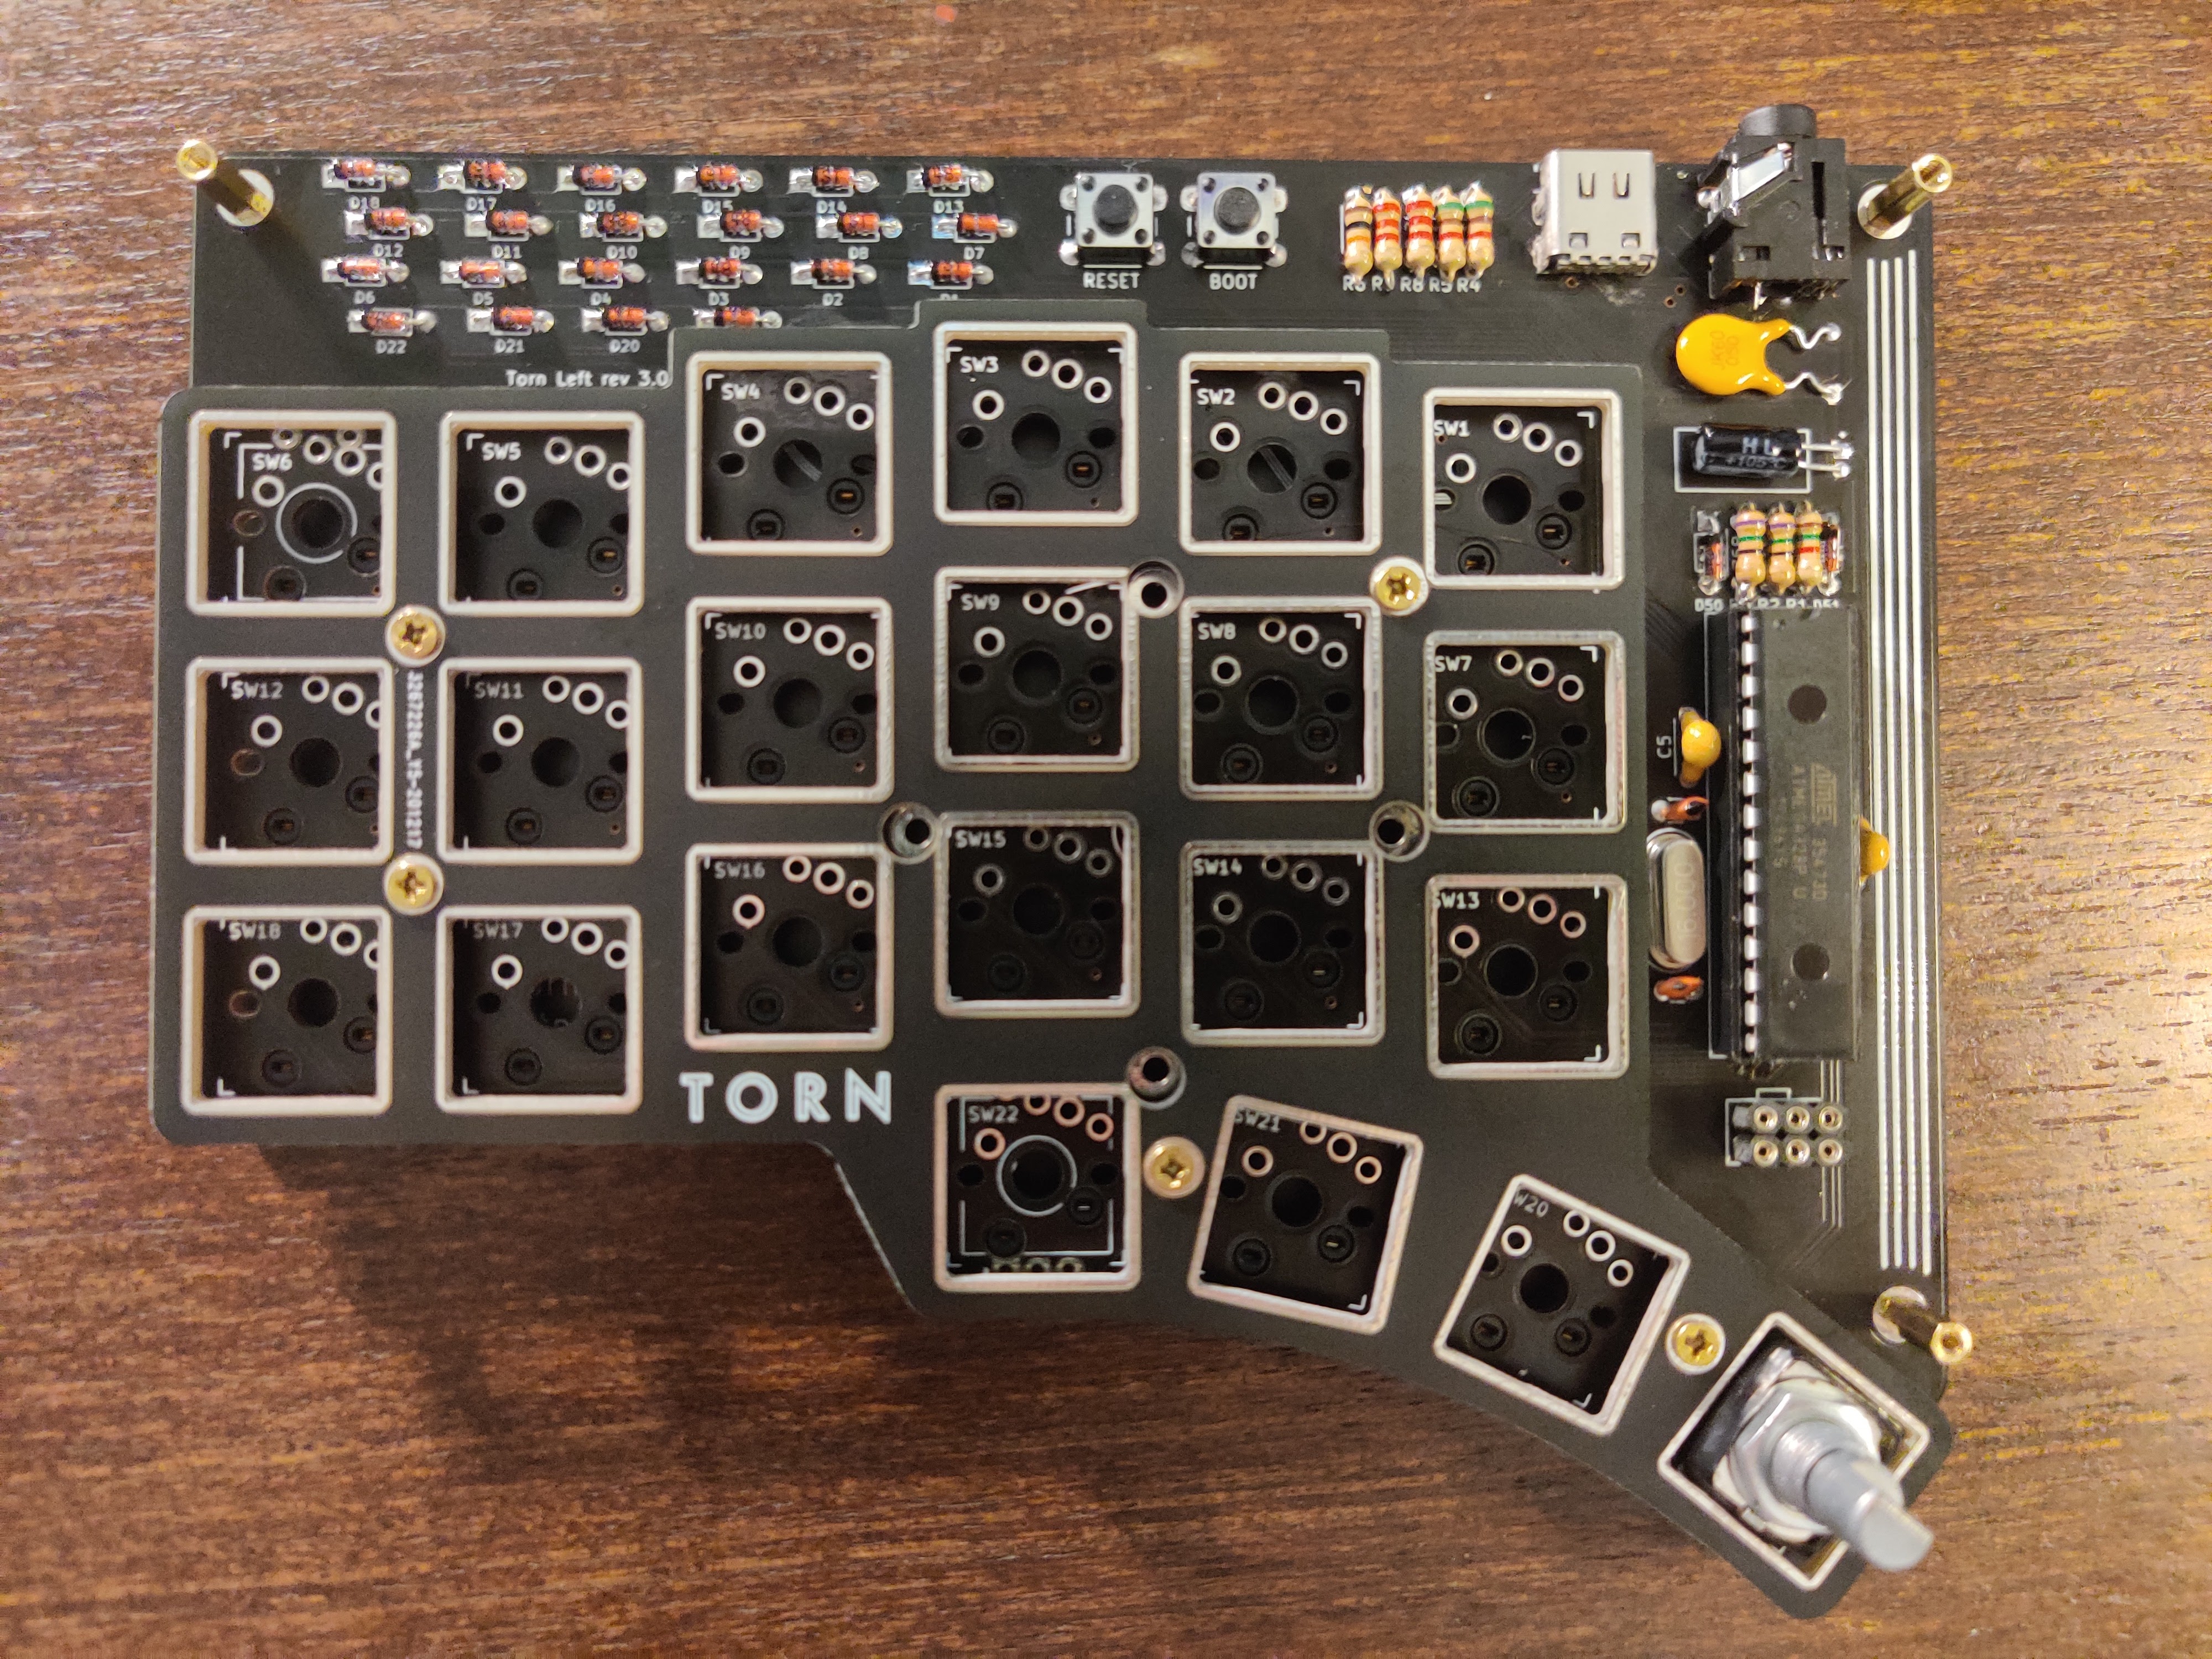 D18 D17 D16 D15 D14 D13
D12 D11 D10 D9 D8 D7
D6 D5 D4 D3 D2 D1
D22 D21 D20
RESET BOOT
R6 R7 R8 R5 R4
Torn Left rev 3.0
SW6 SW5 SW4 SW3 SW2 SW1
SW12 SW11 SW10 SW9 SW8 SW7
SW18 SW17 SW16 SW15 SW14 SW13
TORN
SW22 SW21 W20
+105°C
D50 R2 R1 D51
C5
ATMEL